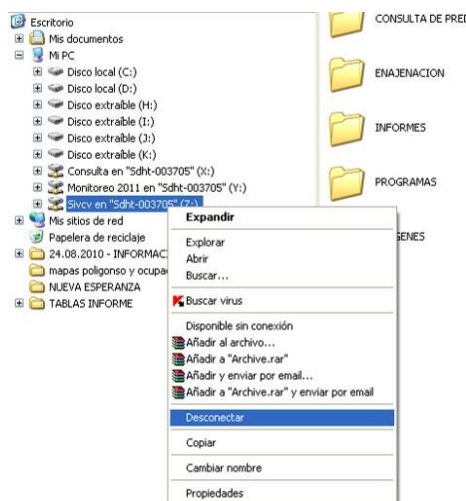 Escritorio
Mis documentos
Mi PC
Disco local (C:)
Disco local (D:)
Disco extraíble (H:)
Disco extraíble (I:)
Disco extraíble (J:)
Disco extraíble (K:)
Consulta en "Sdht-003705" (X:)
Monitoreo 2011 en "Sdht-003705" (Y:)
Sivcv en "Sdht-003705" (Z:)
Mis sitios de red
Papelera de reciclaje
24.08.2010 - INFORMAC
mapas poligonso y ocupa
NUEVA ESPERANZA
TABLAS INFORME
CONSULTA DE PRED
ENAJENACION
INFORMES
PROGRAMAS
GENES
Expandir
Explorar
Abrir
Buscar...
Buscar virus
Disponible sin conexión
Añadir al archivo...
Añadir a "Archive.rar"
Añadir y enviar por email...
Añadir a "Archive.rar" y enviar por email
Desconectar
Copiar
Cambiar nombre
Propiedades